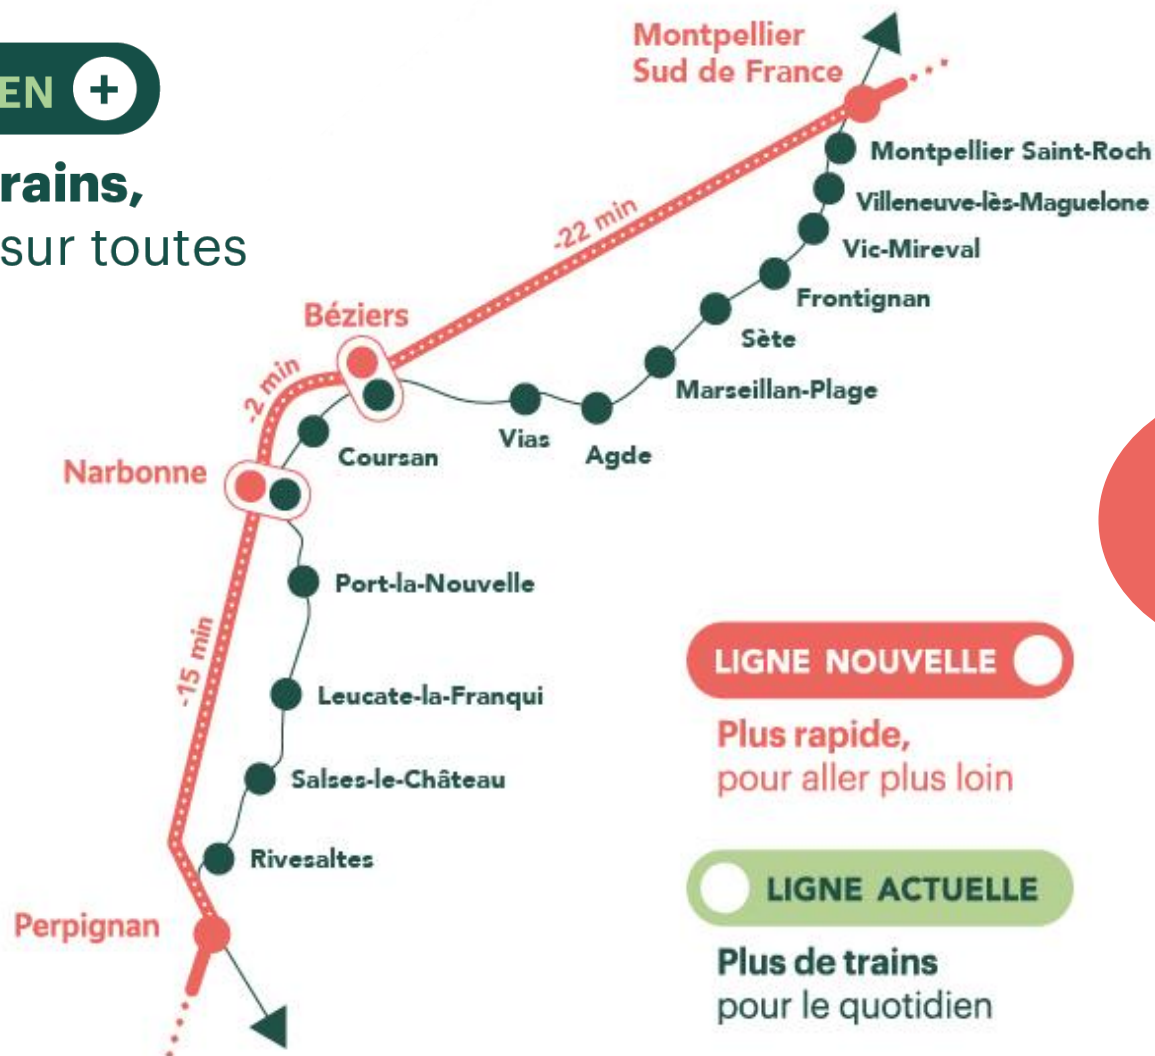 EN +
rains,
sur toutes
Montpellier
Sud de France
Montpellier Saint-Roch
Villeneuve-lès-Maguelone
Vic-Mireval
Frontignan
Sète
Marseillan-Plage
Agde
Vias
-22 min
Béziers
-2 min
Coursan
Narbonne
Port-la-Nouvelle
-15 min
Leucate-la-Franqui
Salses-le-Château
Rivesaltes
Perpignan
LIGNE NOUVELLE
Plus rapide,
pour aller plus loin
LIGNE ACTUELLE
Plus de trains
pour le quotidien